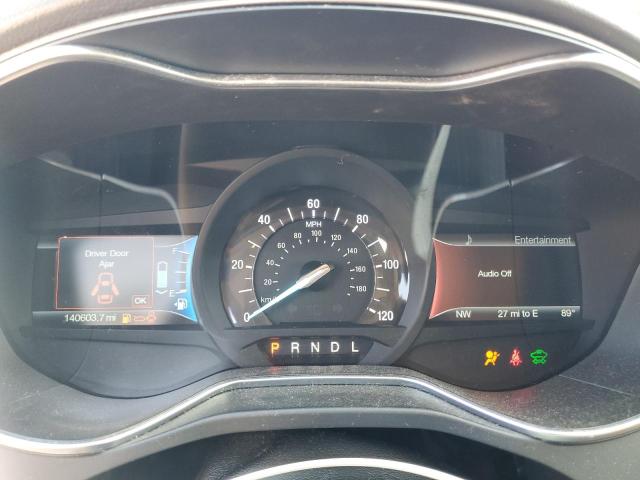 Driver Door
Ajar
OK
F
E
140603.7 mi
0 20 40 60 80 100 120
MPH
20 40 60 80 100 120 140 160 180
km/h
P R N D L
Entertainment
Audio Off
NW 27 mi to E 89°